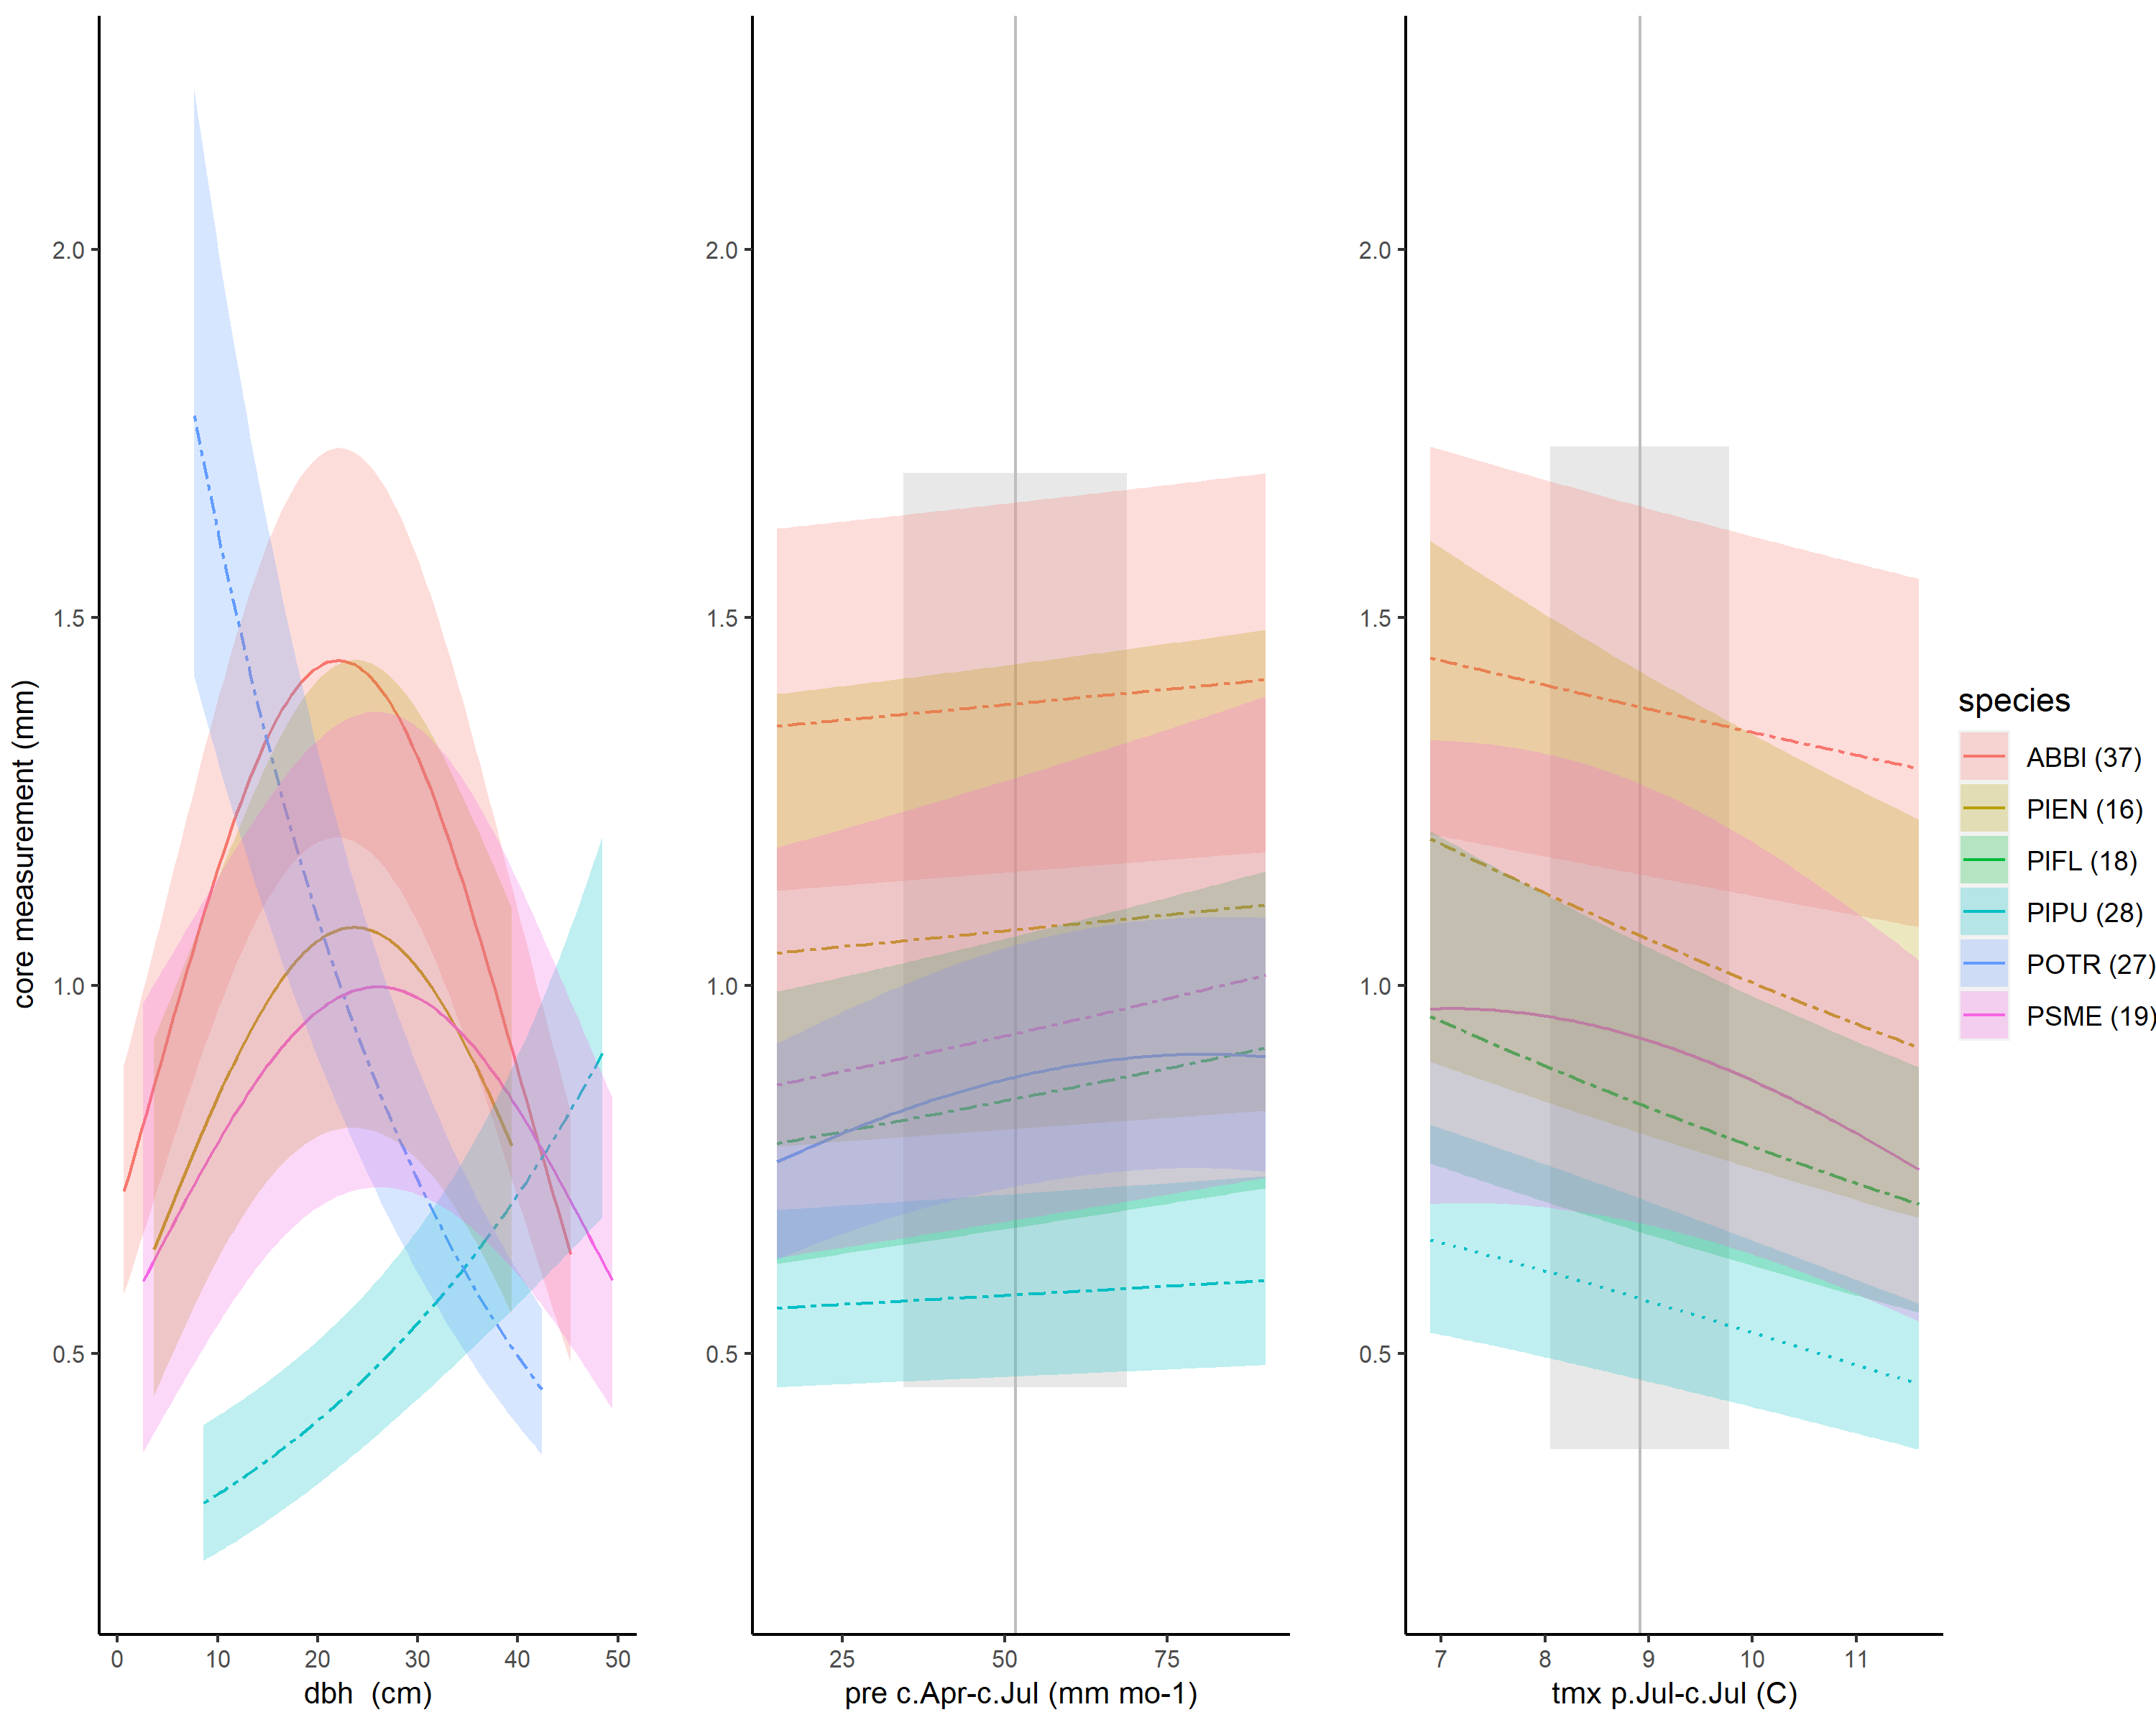 core measurement (mm)
2.0
1.5
1.0
0.5
0 10 20 30 40 50
dbh  (cm)
2.0
1.5
1.0
0.5
25 50 75
pre c.Apr-c.Jul (mm mo-1)
2.0
1.5
1.0
0.5
7 8 9 10 11
tmx p.Jul-c.Jul (C)
species
ABBI (37)
PIEN (16)
PIFL (18)
PIPU (28)
POTR (27)
PSME (19)